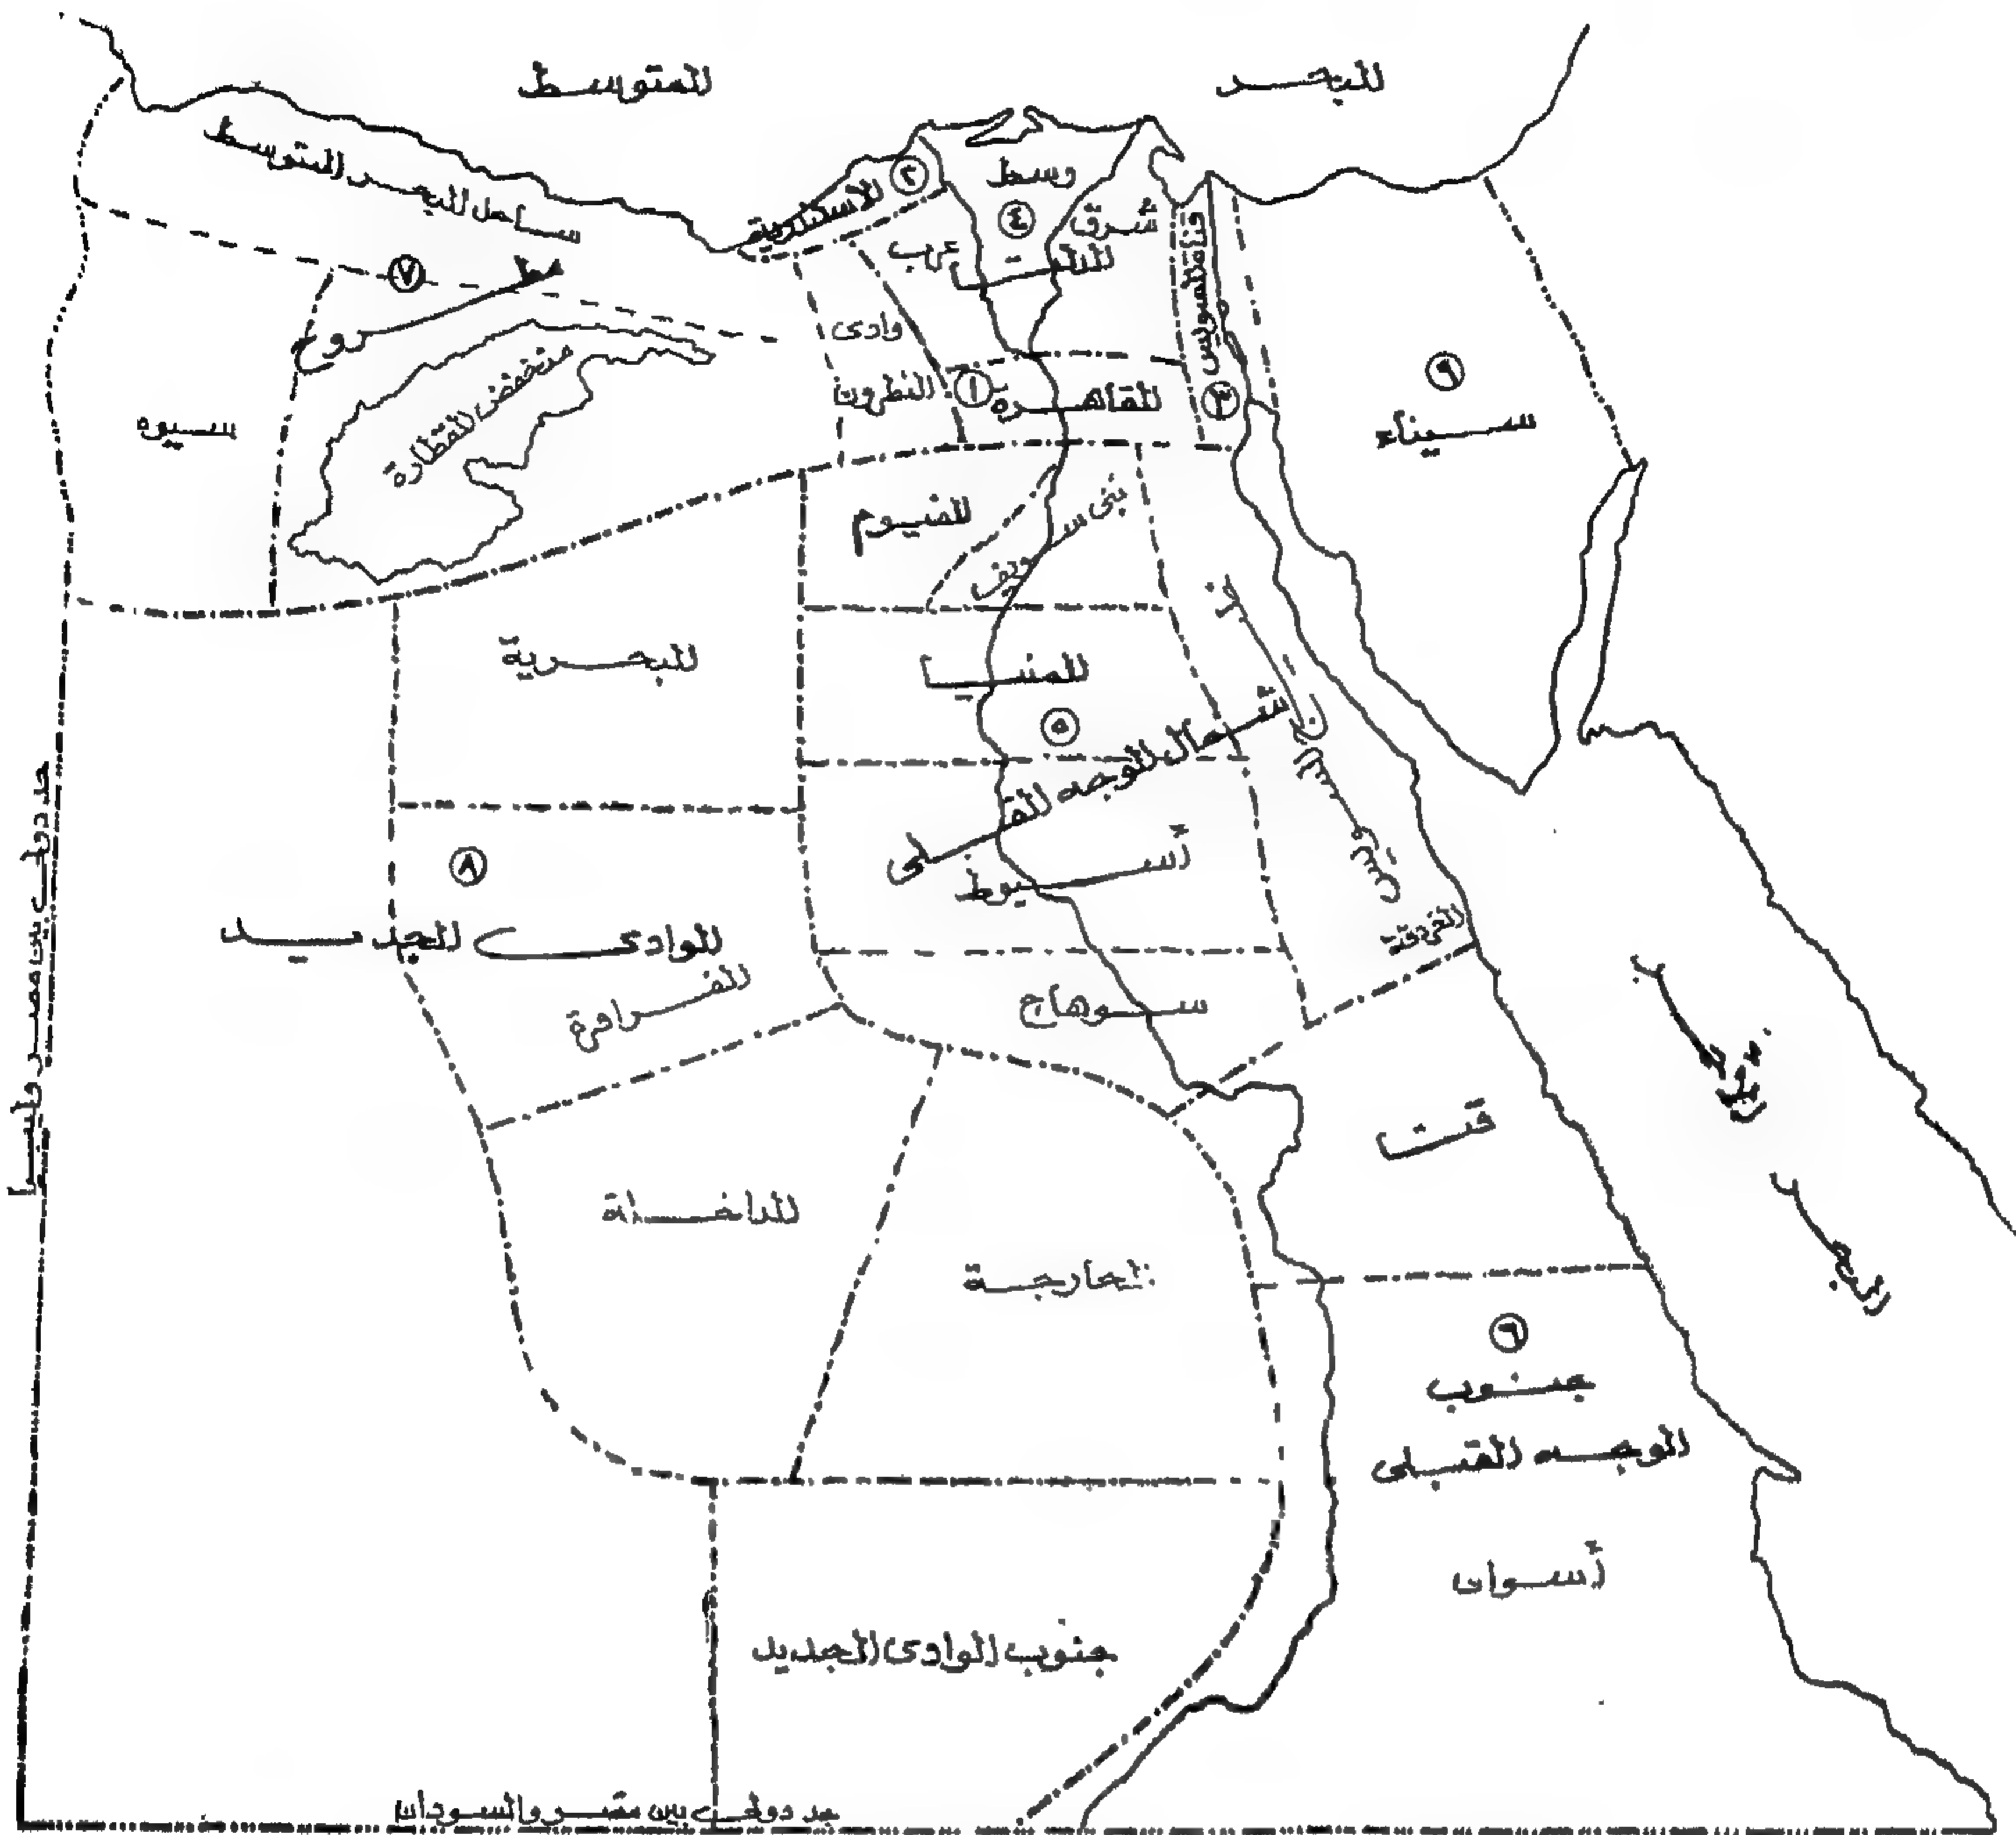 البحر
المتوسط
ساحل البحر المتوسط
الاسكندرية
٢
وسط
٤
شرق
غرب
الدلتا
قناة السويس
٣
٧
مطروح
وادى
النطرون
١
القاهرة
٩
سيناء
سيوه
منخفض القطارة
الفيوم
بنى سويف
البحرية
المنيا
٥
شمال الوجه القبلى
أسيوط
الغردقة
٨
الوادى الجديد
الفرافرة
سوهاج
قنا
الداخلة
الخارجة
البحر
٦
جنوب
الوجه القبلى
أسوان
جنوب الوادى الجديد
حد دولى بين مصر وليبيا
حد دولى بين مصر والسودان